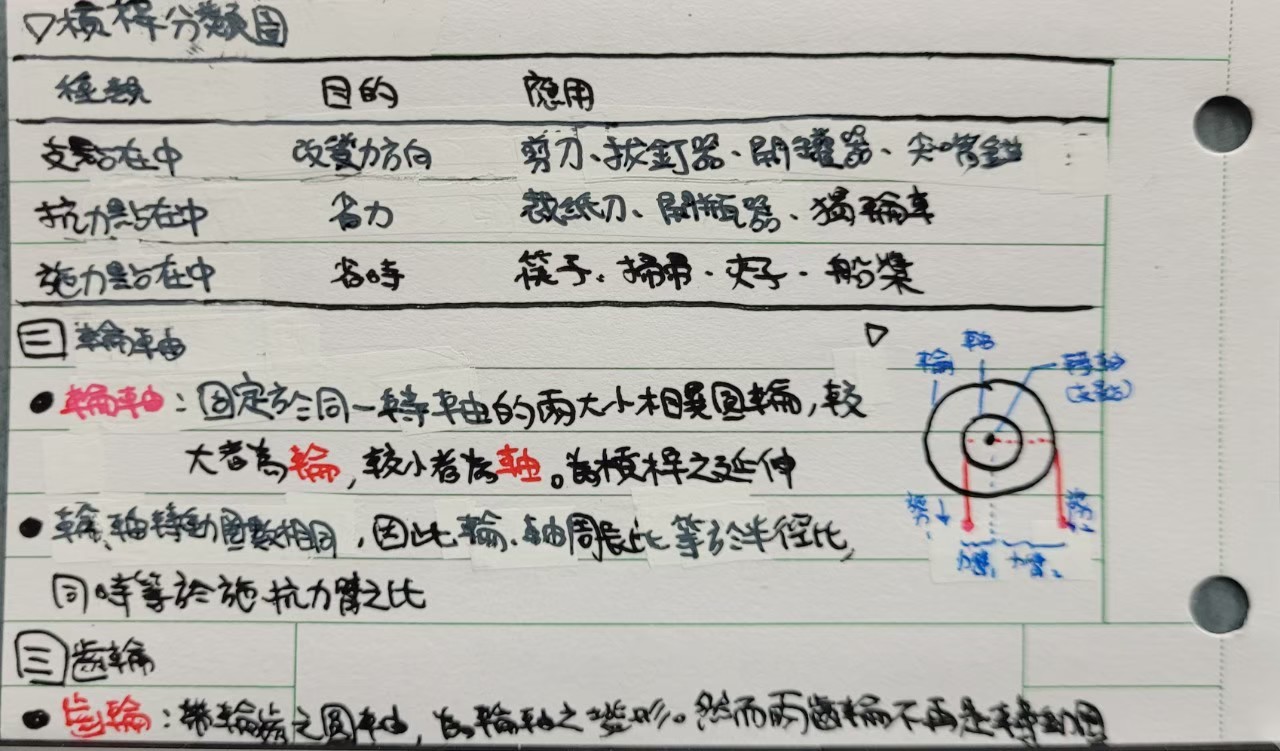 ▽槓桿分類圖
種類 目的 應用
支點在中 改變力方向 剪刀、拔釘器、開罐器、尖嘴鉗
抗力點在中 省力 裁紙刀、開瓶器、獨輪車
施力點在中 省時 筷子、掃帚、夾子、船槳
三 輪軸
▽
輪 軸 轉軸
(支點)
● 輪軸:固定於同一轉軸的兩大小相異圓輪,較
大者為輪,較小者為軸。為槓桿之延伸
● 輪、軸轉動圈數相同,因此輪、軸周長比等於半徑比,
力臂₁ 力臂₂
同時等於施、抗力臂之比
三 齒輪
● 齒輪:帶輪齒之圓軸,為輪軸之變形。然而兩齒輪不再是轉動圈